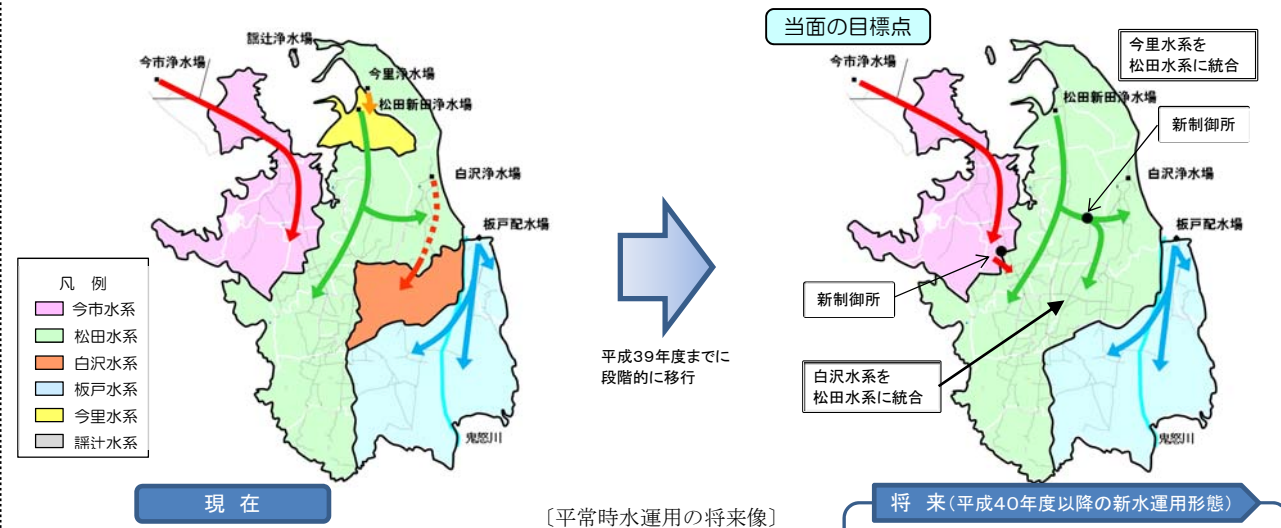 当面の目標点
謡辻浄水場
今市浄水場
今里浄水場
松田新田浄水場
白沢浄水場
板戸配水場
凡 例
今市水系
松田水系
白沢水系
板戸水系
今里水系
謡辻水系
鬼怒川
現 在
平成39年度までに
段階的に移行
今市浄水場
今里水系を
松田水系に統合
松田新田浄水場
新制御所
白沢浄水場
板戸配水場
新制御所
白沢水系を
松田水系に統合
鬼怒川
将 来(平成40年度以降の新水運用形態)
〔平常時水運用の将来像〕